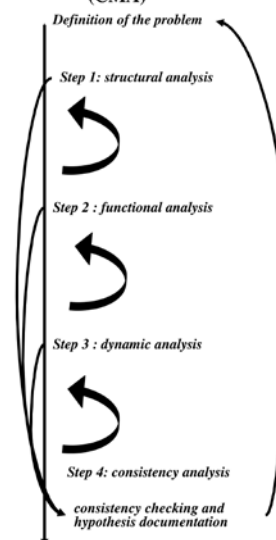 (CMA)
Definition of the problem
Step 1: structural analysis
Step 2 : functional analysis
Step 3 : dynamic analysis
Step 4: consistency analysis
consistency checking and
hypothesis documentation